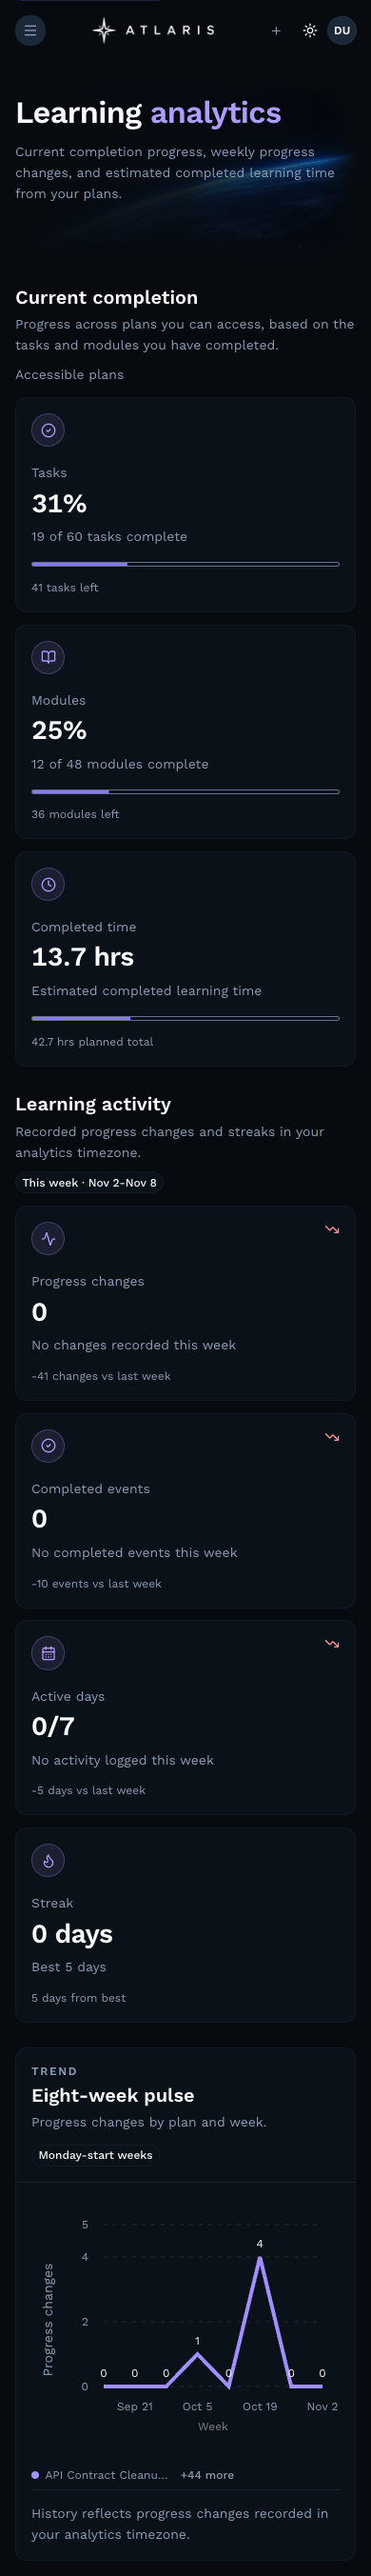 ATLARIS
DU
Learning analytics
Current completion progress, weekly progress
changes, and estimated completed learning time
from your plans.
Current completion
Progress across plans you can access, based on the
tasks and modules you have completed.
Accessible plans
Tasks
31%
19 of 60 tasks complete
41 tasks left
Modules
25%
12 of 48 modules complete
36 modules left
Completed time
13.7 hrs
Estimated completed learning time
42.7 hrs planned total
Learning activity
Recorded progress changes and streaks in your
analytics timezone.
This week · Nov 2-Nov 8
Progress changes
0
No changes recorded this week
-41 changes vs last week
Completed events
0
No completed events this week
-10 events vs last week
Active days
0/7
No activity logged this week
-5 days vs last week
Streak
0 days
Best 5 days
5 days from best
TREND
Eight-week pulse
Progress changes by plan and week.
Monday-start weeks
Progress changes
5
4
2
0
0 0 0 1 0 4 0 0
Sep 21 Oct 5 Oct 19 Nov 2
Week
API Contract Cleanu... +44 more
History reflects progress changes recorded in
your analytics timezone.